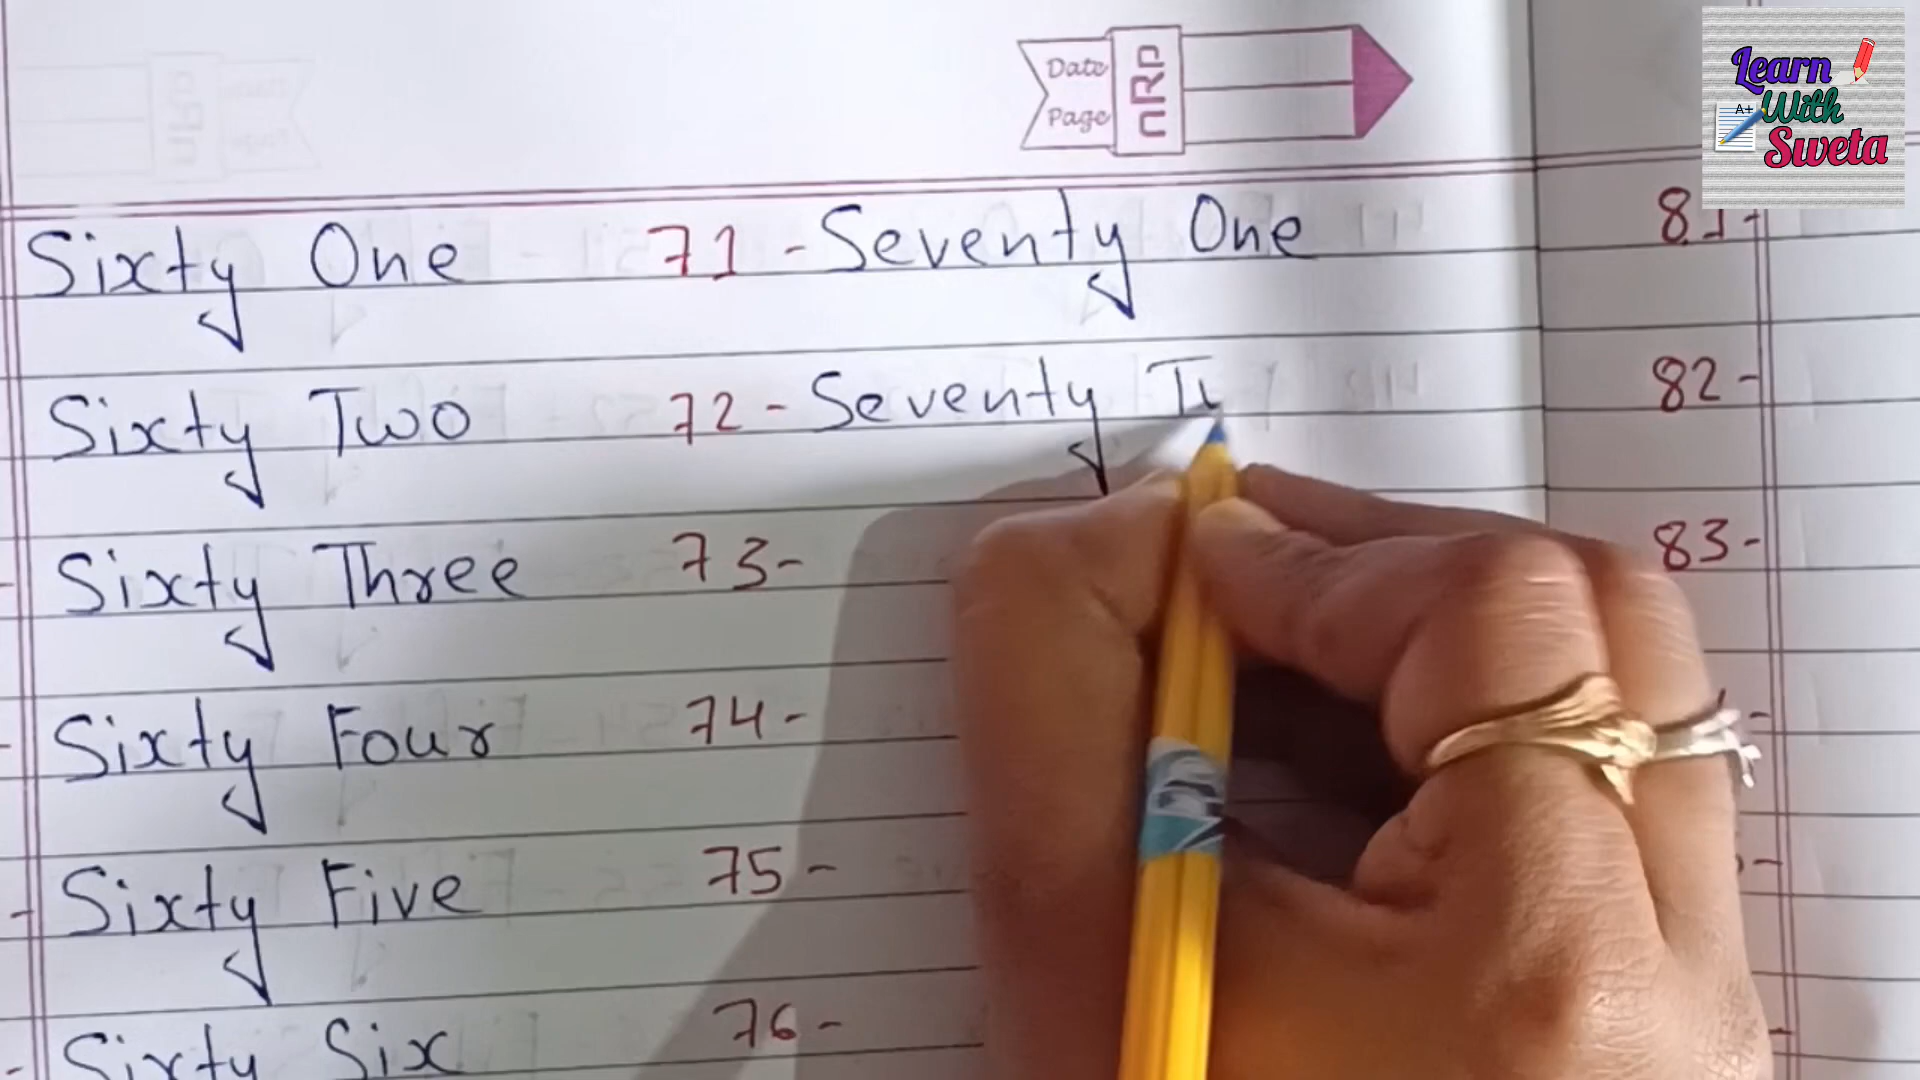 Date
Page
nRp
Learn
With
Sweta
A+
Sixty One 71 - Seventy One 81-
Sixty Two 72 - Seventy 82-
Sixty Three 73- 83-
Sixty Four 74-
Sixty Five 75-
Sixty Six 76-